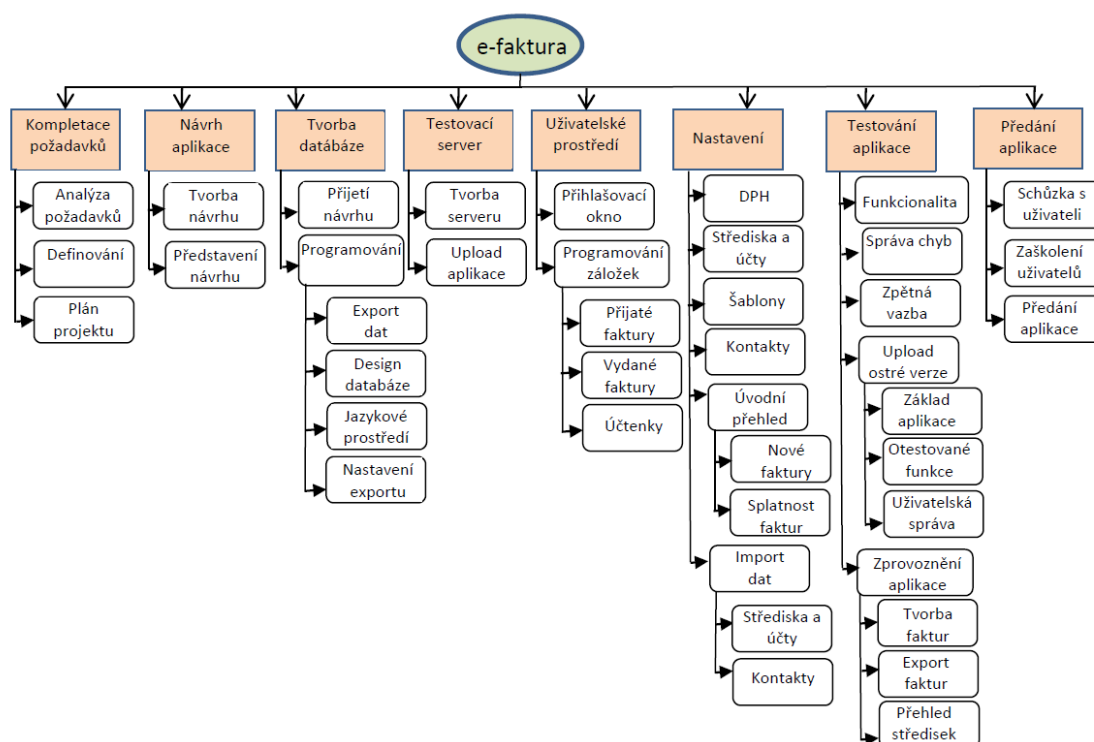 e-faktura
Kompletace
požadavků
Analýza
požadavků
Definování
Plán
projektu
Návrh
aplikace
Tvorba
návrhu
Představení
návrhu
Tvorba
datábáze
Přijetí
návrhu
Programování
Export
dat
Design
databáze
Jazykové
prostředí
Nastavení
exportu
Testovací
server
Tvorba
serveru
Upload
aplikace
Uživatelské
prostředí
Přihlašovací
okno
Programování
záložek
Přijaté
faktury
Vydané
faktury
Účtenky
Nastavení
DPH
Střediska a
účty
Šablony
Kontakty
Úvodní
přehled
Nové
faktury
Splatnost
faktur
Import
dat
Střediska a
účty
Kontakty
Testování
aplikace
Funkcionalita
Správa chyb
Zpětná
vazba
Upload
ostré verze
Základ
aplikace
Otestované
funkce
Uživatelská
správa
Zprovoznění
aplikace
Tvorba
faktur
Export
faktur
Přehled
středisek
Předání
aplikace
Schůzka s
uživateli
Zaškolení
uživatelů
Předání
aplikace